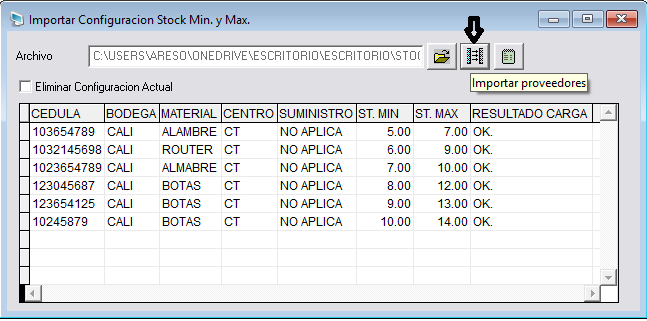 Importar Configuracion Stock Min. y Max.
Archivo C:\USERS\ARESO\ONEDRIVE\ESCRITORIO\ESCRITORIO\STO
Importar proveedores
Eliminar Configuracion Actual
CEDULA BODEGA MATERIAL CENTRO SUMINISTRO ST. MIN ST. MAX RESULTADO CARGA
103654789 CALI ALAMBRE CT NO APLICA 5.00 7.00 OK.
1032145698 CALI ROUTER CT NO APLICA 6.00 9.00 OK.
1023654789 CALI ALMABRE CT NO APLICA 7.00 10.00 OK.
123045687 CALI BOTAS CT NO APLICA 8.00 12.00 OK.
123654125 CALI BOTAS CT NO APLICA 9.00 13.00 OK.
10245879 CALI BOTAS CT NO APLICA 10.00 14.00 OK.